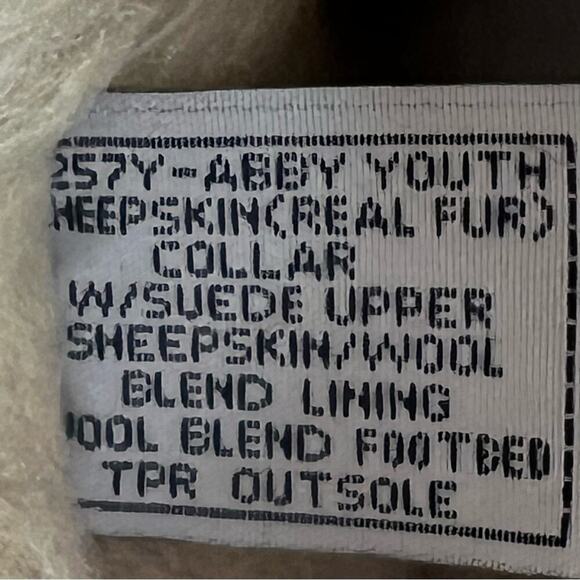 257Y-ABBY YOUTH
HEEPSKIN(REAL FUR)
COLLAR
W/SUEDE UPPER
SHEEPSKIN/WOOL
BLEND LINING
OOL BLEND FOOTBED
TPR OUTSOLE